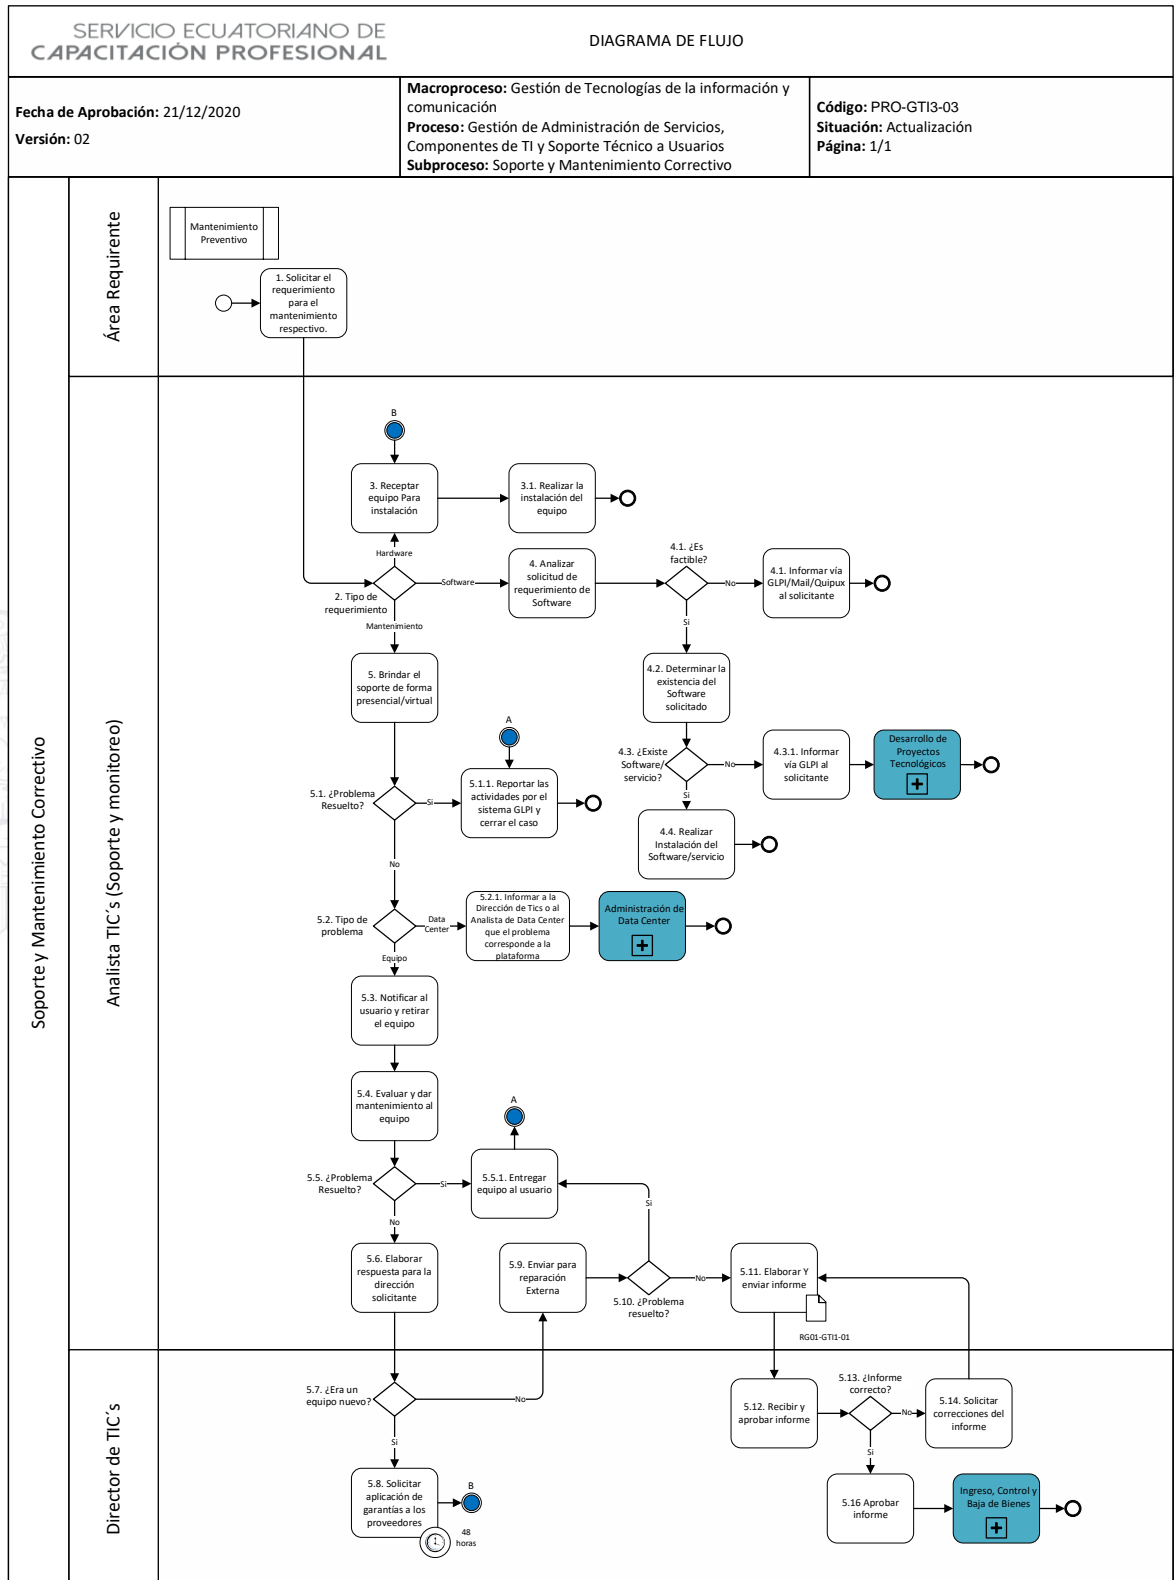 SERVICIO ECUATORIANO DE
CAPACITACIÓN PROFESIONAL
DIAGRAMA DE FLUJO
Fecha de Aprobación: 21/12/2020
Versión: 02
Macroproceso: Gestión de Tecnologías de la información y
comunicación
Proceso: Gestión de Administración de Servicios,
Componentes de TI y Soporte Técnico a Usuarios
Subproceso: Soporte y Mantenimiento Correctivo
Código: PRO-GTI3-03
Situación: Actualización
Página: 1/1
Soporte y Mantenimiento Correctivo
Área Requirente
Mantenimiento
Preventivo
1. Solicitar el
requerimiento
para el
mantenimiento
respectivo.
Analista TIC´s (Soporte y monitoreo)
B
3. Receptar
equipo Para
instalación
3.1. Realizar la
instalación del
equipo
Hardware
2. Tipo de
requerimiento
Software
4. Analizar
solicitud de
requerimiento de
Software
4.1. ¿Es
factible?
No
4.1. Informar vía
GLPI/Mail/Quipux
al solicitante
Mantenimiento
Si
5. Brindar el
soporte de forma
presencial/virtual
4.2. Determinar la
existencia del
Software
solicitado
A
4.3. ¿Existe
Software/
servicio?
No
4.3.1. Informar
vía GLPI al
solicitante
Desarrollo de
Proyectos
Tecnológicos
5.1. ¿Problema
Resuelto?
Si
5.1.1. Reportar las
actividades por el
sistema GLPI y
cerrar el caso
Si
4.4. Realizar
Instalación del
Software/servicio
No
5.2. Tipo de
problema
Data
Center
5.2.1. Informar a la
Dirección de Tics o al
Analista de Data Center
que el problema
corresponde a la
plataforma
Administración de
Data Center
Equipo
5.3. Notificar al
usuario y retirar
el equipo
5.4. Evaluar y dar
mantenimiento al
equipo
A
5.5. ¿Problema
Resuelto?
Si
5.5.1. Entregar
equipo al usuario
Si
No
5.6. Elaborar
respuesta para la
dirección
solicitante
5.9. Enviar para
reparación
Externa
5.10. ¿Problema
resuelto?
No
5.11. Elaborar Y
enviar informe
RG01-GTI1-01
Director de TIC´s
5.7. ¿Era un
equipo nuevo?
No
5.12. Recibir y
aprobar informe
5.13. ¿Informe
correcto?
No
5.14. Solicitar
correcciones del
informe
Si
Si
5.8. Solicitar
aplicación de
garantías a los
proveedores
B
48
horas
5.16 Aprobar
informe
Ingreso, Control y
Baja de Bienes